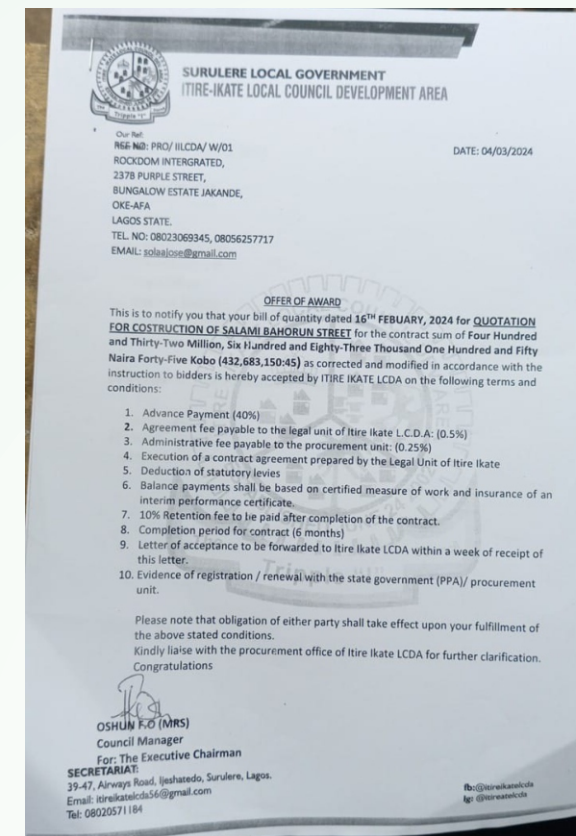 SURULERE LOCAL GOVERNMENT
ITIRE-IKATE LOCAL COUNCIL DEVELOPMENT AREA
Tripple "I"
Our Ref:
REF NO: PRO/ IILCDA/ W/01
DATE: 04/03/2024
ROCKDOM INTERGRATED,
237B PURPLE STREET,
BUNGALOW ESTATE JAKANDE,
OKE-AFA
LAGOS STATE.
TEL. NO: 08023069345, 08056257717
EMAIL: solaajose@gmail.com
OFFER OF AWARD
This is to notify you that your bill of quantity dated 16TH FEBUARY, 2024 for QUOTATION
FOR COSTRUCTION OF SALAMI BAHORUN STREET for the contract sum of Four Hundred
and Thirty-Two Million, Six Hundred and Eighty-Three Thousand One Hundred and Fifty
Naira Forty-Five Kobo (432,683,150:45) as corrected and modified in accordance with the
instruction to bidders is hereby accepted by ITIRE IKATE LCDA on the following terms and
conditions:
1. Advance Payment (40%)
2. Agreement fee payable to the legal unit of Itire Ikate L.C.D.A: (0.5%)
3. Administrative fee payable to the procurement unit: (0.25%)
4. Execution of a contract agreement prepared by the Legal Unit of Itire Ikate
5. Deduction of statutory levies
6. Balance payments shall be based on certified measure of work and insurance of an
interim performance certificate.
7. 10% Retention fee to be paid after completion of the contract.
8. Completion period for contract (6 months)
9. Letter of acceptance to be forwarded to Itire Ikate LCDA within a week of receipt of
this letter.
10. Evidence of registration / renewal with the state government (PPA)/ procurement
unit.
Tripple "I"
Please note that obligation of either party shall take effect upon your fulfillment of
the above stated conditions.
Kindly liaise with the procurement office of Itire Ikate LCDA for further clarification.
Congratulations
OSHUN F.O (MRS)
Council Manager
For: The Executive Chairman
SECRETARIAT:
39-47, Airways Road, Ijeshatedo, Surulere, Lagos.
Email: itireikatelcda56@gmail.com
Tel: 08020571184
fb:@itireikatelcda
ig: @itireatelcda